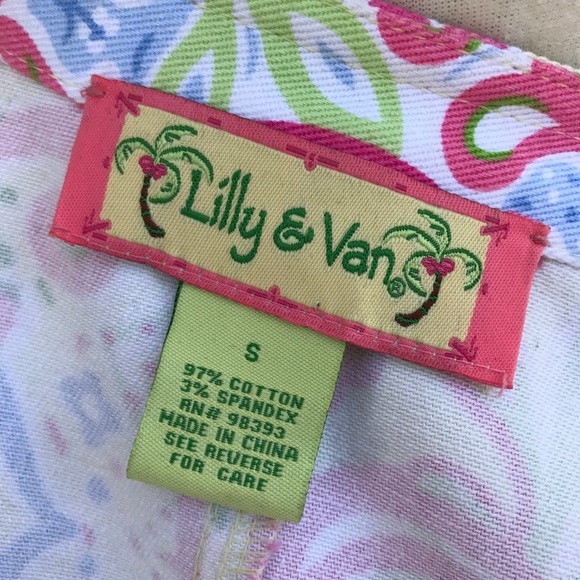 Lilly & Van®
S
97% COTTON
3% SPANDEX
RN# 98393
MADE IN CHINA
SEE REVERSE
FOR CARE